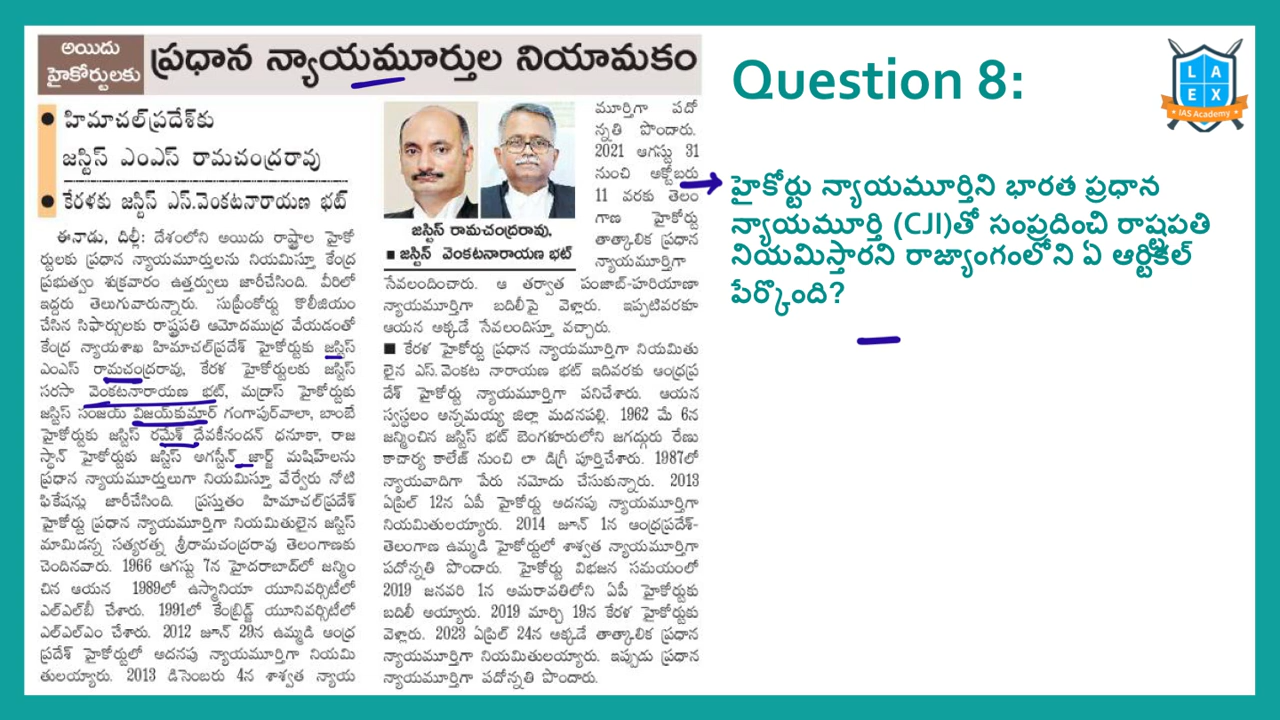 అయిదు
హైకోర్టులకు
ప్రధాన న్యాయమూర్తుల నియామకం
● హిమాచల్‌ప్రదేశ్‌కు
జస్టిస్ ఎంఎస్ రామచంద్రరావు
● కేరళకు జస్టిస్ ఎస్.వెంకటనారాయణ భట్
ఈనాడు, దిల్లీ: దేశంలోని అయిదు రాష్ట్రాల హైకో
ర్టులకు ప్రధాన న్యాయమూర్తులను నియమిస్తూ కేంద్ర
ప్రభుత్వం శుక్రవారం ఉత్తర్వులు జారీచేసింది. వీరిలో
ఇద్దరు తెలుగువారున్నారు. సుప్రీంకోర్టు కొలీజియం
చేసిన సిఫార్సులకు రాష్ట్రపతి ఆమోదముద్ర వేయడంతో
కేంద్ర న్యాయశాఖ హిమాచల్‌ప్రదేశ్ హైకోర్టుకు జస్టిస్
ఎంఎస్ రామచంద్రరావు, కేరళ హైకోర్టులకు జస్టిస్
సరసా వెంకటనారాయణ భట్, మద్రాస్ హైకోర్టుకు
జస్టిస్ సంజయ్ విజయ్‌కుమార్ గంగాపుర్‌వాలా, బాంబే
హైకోర్టుకు జస్టిస్ రమేశ్ దేవకీనందన్ ధనూకా, రాజ
స్థాన్ హైకోర్టుకు జస్టిస్ అగస్టీన్ జార్జ్ మషిహ్‌లను
ప్రధాన న్యాయమూర్తులుగా నియమిస్తూ వేర్వేరు నోటి
ఫికేషన్లు జారీచేసింది. ప్రస్తుతం హిమాచల్‌ప్రదేశ్
హైకోర్టు ప్రధాన న్యాయమూర్తిగా నియమితులైన జస్టిస్
మామిడన్న సత్యరత్న శ్రీరామచంద్రరావు తెలంగాణకు
చెందినవారు. 1966 ఆగస్టు 7న హైదరాబాద్‌లో జన్మిం
చిన ఆయన 1989లో ఉస్మానియా యూనివర్సిటీలో
ఎల్ఎల్‌బీ చేశారు. 1991లో కేంబ్రిడ్జ్ యూనివర్సిటీలో
ఎల్ఎల్ఎం చేశారు. 2012 జూన్ 29న ఉమ్మడి ఆంధ్ర
ప్రదేశ్ హైకోర్టులో అదనపు న్యాయమూర్తిగా నియమి
తులయ్యారు. 2013 డిసెంబరు 4న శాశ్వత న్యాయ
జస్టిస్ రామచంద్రరావు,
■ జస్టిస్ వెంకటనారాయణ భట్
మూర్తిగా పదో
న్నతి పొందారు.
2021 ఆగస్టు 31
నుంచి అక్టోబరు
11 వరకు తెలం
గాణ హైకోర్టు
తాత్కాలిక ప్రధాన
న్యాయమూర్తిగా
సేవలందించారు. ఆ తర్వాత పంజాబ్-హరియాణా
న్యాయమూర్తిగా బదిలీపై వెళ్లారు. ఇప్పటివరకూ
ఆయన అక్కడే సేవలందిస్తూ వచ్చారు.
■ కేరళ హైకోర్టు ప్రధాన న్యాయమూర్తిగా నియమితు
లైన ఎస్.వెంకట నారాయణ భట్ ఇదివరకు ఆంధ్రప్ర
దేశ్ హైకోర్టు న్యాయమూర్తిగా పనిచేశారు. ఆయన
స్వస్థలం అన్నమయ్య జిల్లా మదనపల్లి. 1962 మే 6న
జన్మించిన జస్టిస్ భట్ బెంగళూరులోని జగద్గురు రేణు
కాచార్య కాలేజ్ నుంచి లా డిగ్రీ పూర్తిచేశారు. 1987లో
న్యాయవాదిగా పేరు నమోదు చేసుకున్నారు. 2013
ఏప్రిల్ 12న ఏపీ హైకోర్టు అదనపు న్యాయమూర్తిగా
నియమితులయ్యారు. 2014 జూన్ 1న ఆంధ్రప్రదేశ్-
తెలంగాణ ఉమ్మడి హైకోర్టులో శాశ్వత న్యాయమూర్తిగా
పదోన్నతి పొందారు. హైకోర్టు విభజన సమయంలో
2019 జనవరి 1న అమరావతిలోని ఏపీ హైకోర్టుకు
బదిలీ అయ్యారు. 2019 మార్చి 19న కేరళ హైకోర్టుకు
వెళ్లారు. 2023 ఏప్రిల్ 24న అక్కడే తాత్కాలిక ప్రధాన
న్యాయమూర్తిగా నియమితులయ్యారు. ఇప్పుడు ప్రధాన
న్యాయమూర్తిగా పదోన్నతి పొందారు.
Question 8:
హైకోర్టు న్యాయమూర్తిని భారత ప్రధాన
న్యాయమూర్తి (CJI)తో సంప్రదించి రాష్ట్రపతి
నియమిస్తారని రాజ్యాంగంలోని ఏ ఆర్టికల్
పేర్కొంది?
L A
E X
IAS Academy